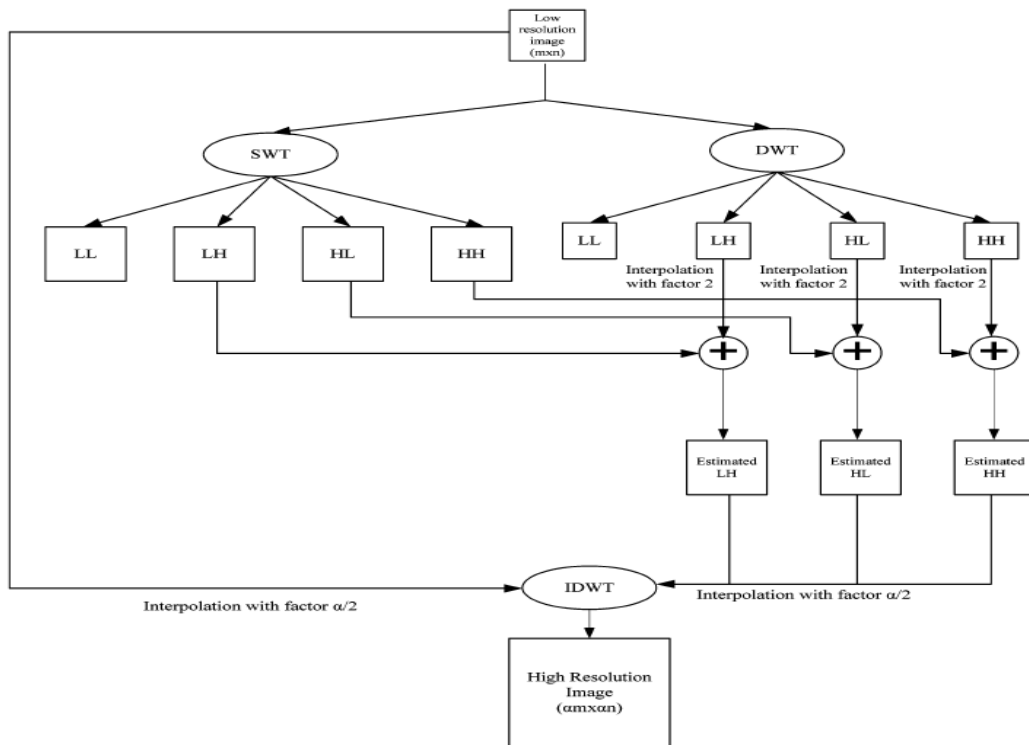 Low
resolution
image
(mxn)
SWT
DWT
LL
LH
HL
HH
LL
LH
HL
HH
Interpolation
with factor 2
Interpolation
with factor 2
Interpolation
with factor 2
+
+
+
Estimated
LH
Estimated
HL
Estimated
HH
IDWT
Interpolation with factor α/2
Interpolation with factor α/2
High Resolution
Image
(αmxαn)